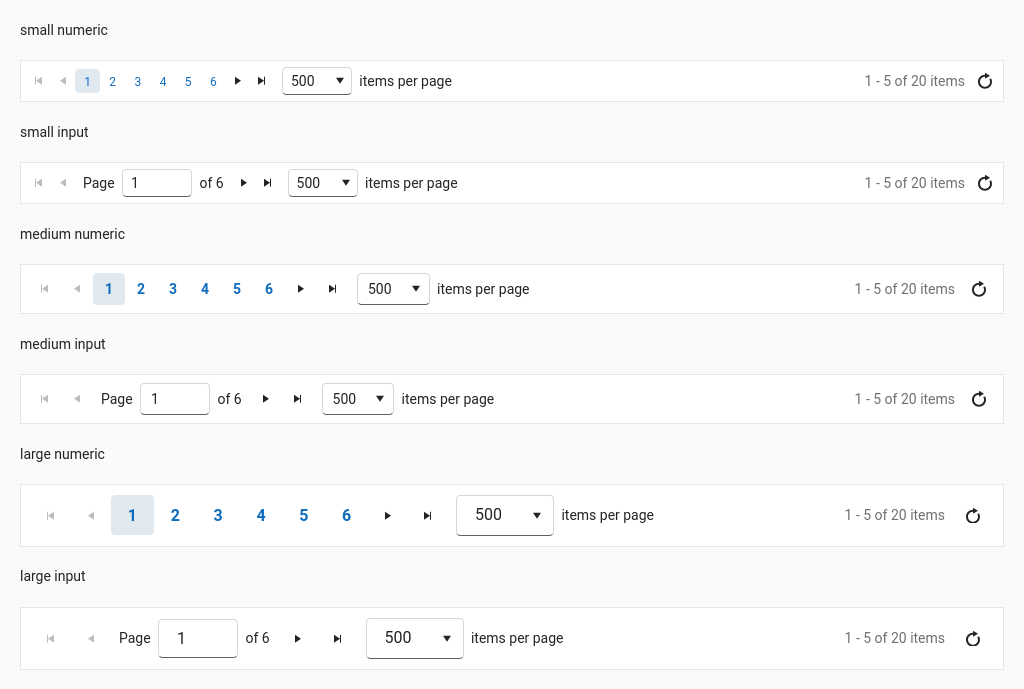 small numeric
1 2 3 4 5 6 500 items per page 1 - 5 of 20 items
small input
Page 1 of 6 500 items per page 1 - 5 of 20 items
medium numeric
1 2 3 4 5 6 500 items per page 1 - 5 of 20 items
medium input
Page 1 of 6 500 items per page 1 - 5 of 20 items
large numeric
1 2 3 4 5 6 500 items per page 1 - 5 of 20 items
large input
Page 1 of 6 500 items per page 1 - 5 of 20 items